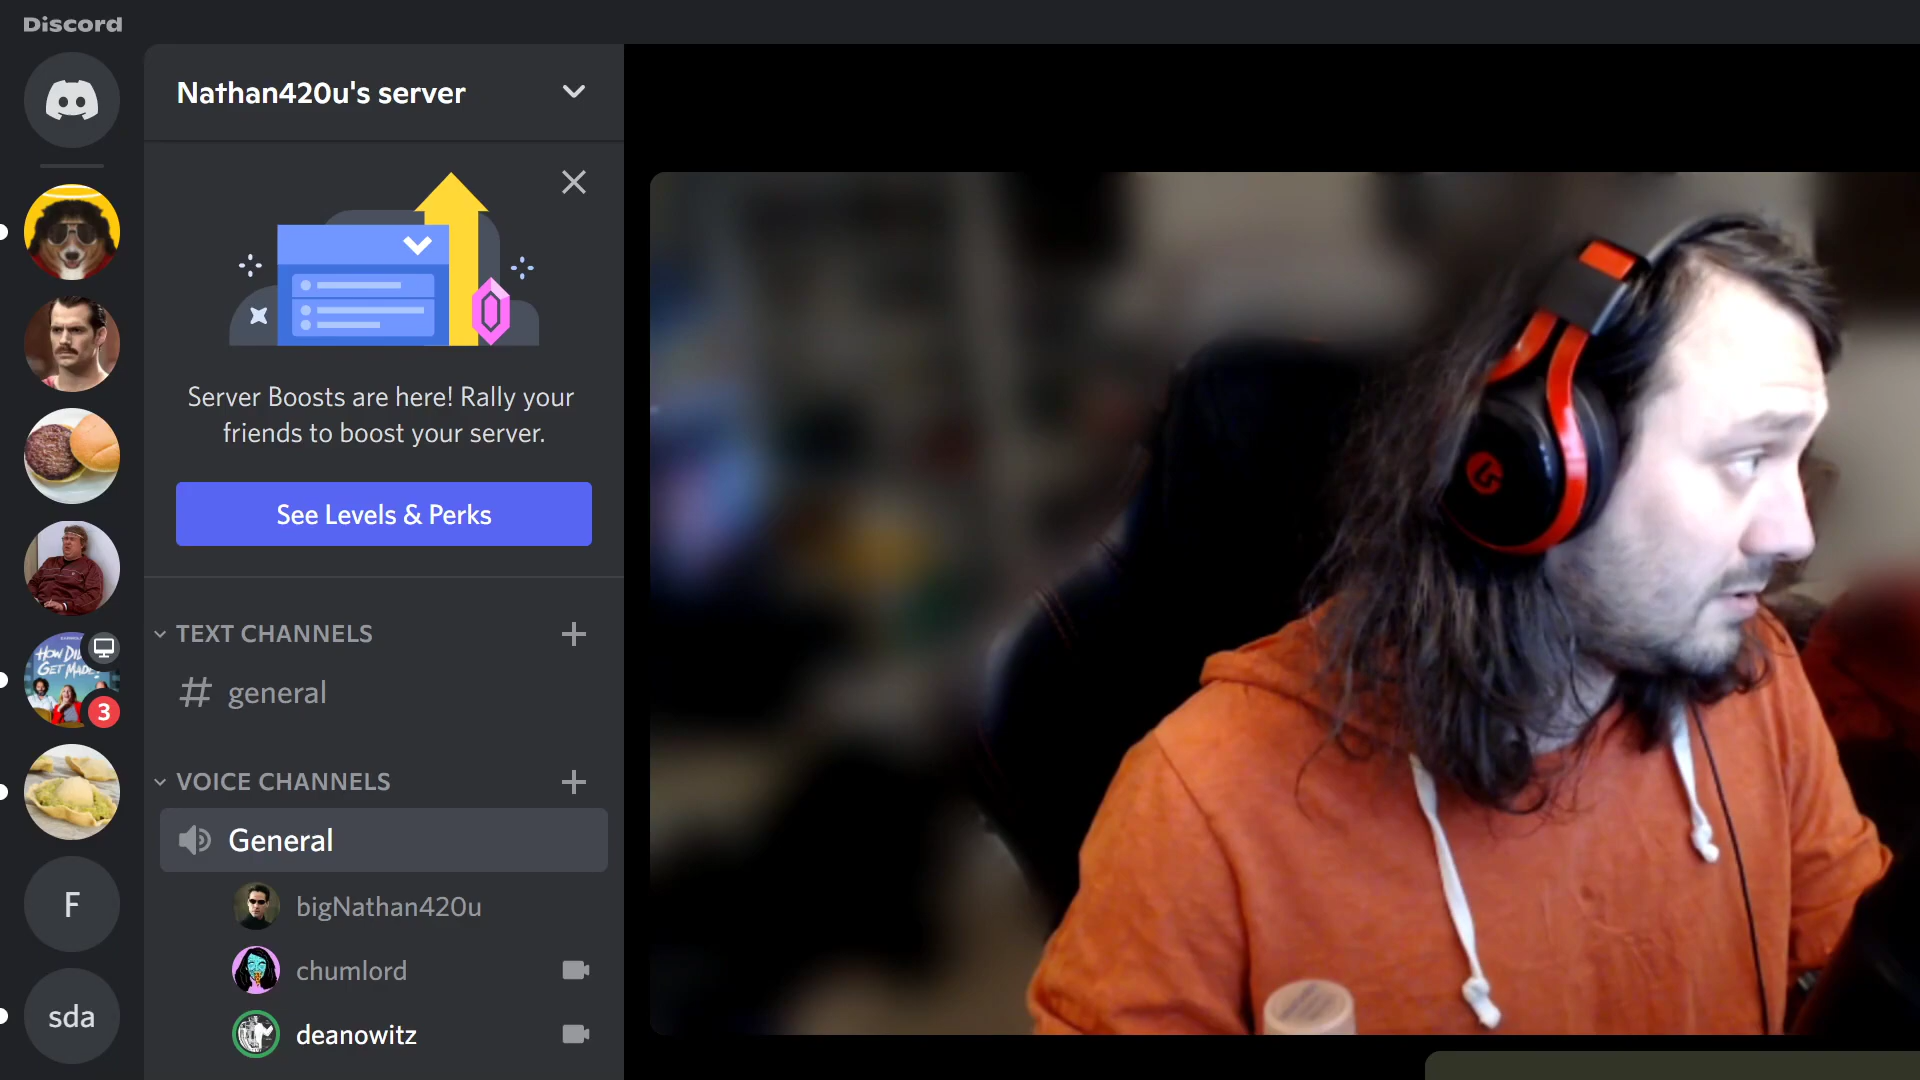 Discord
Nathan420u's server
Server Boosts are here! Rally your
friends to boost your server.
See Levels & Perks
TEXT CHANNELS
general
3
VOICE CHANNELS
General
bigNathan420u
chumlord
F
sda
deanowitz